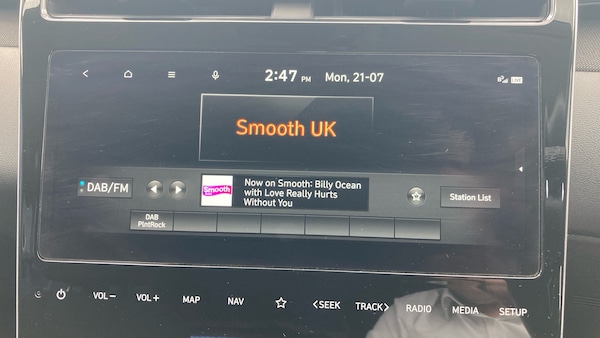 2:47 PM Mon, 21-07 LIVE
Smooth UK
DAB/FM
Smooth
Now on Smooth: Billy Ocean
with Love Really Hurts
Without You
Station List
DAB
PlntRock
VOL− VOL+ MAP NAV <SEEK TRACK> RADIO MEDIA SETUP